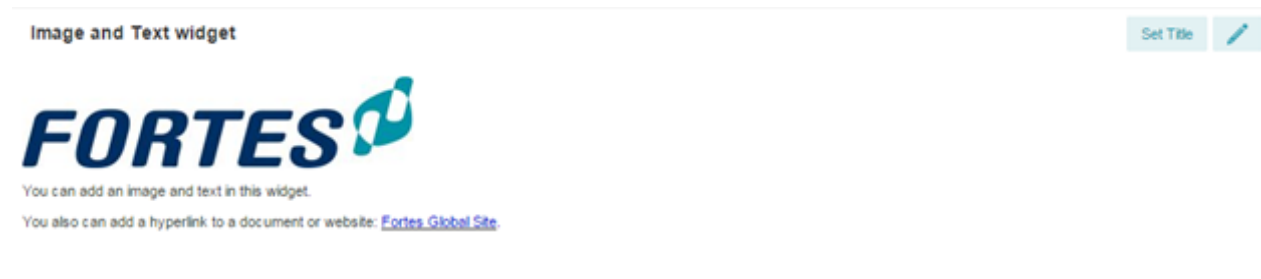 Image and Text widget
Set Title
FORTES
You can add an image and text in this widget.
You also can add a hyperlink to a document or website: Fortes Global Site.